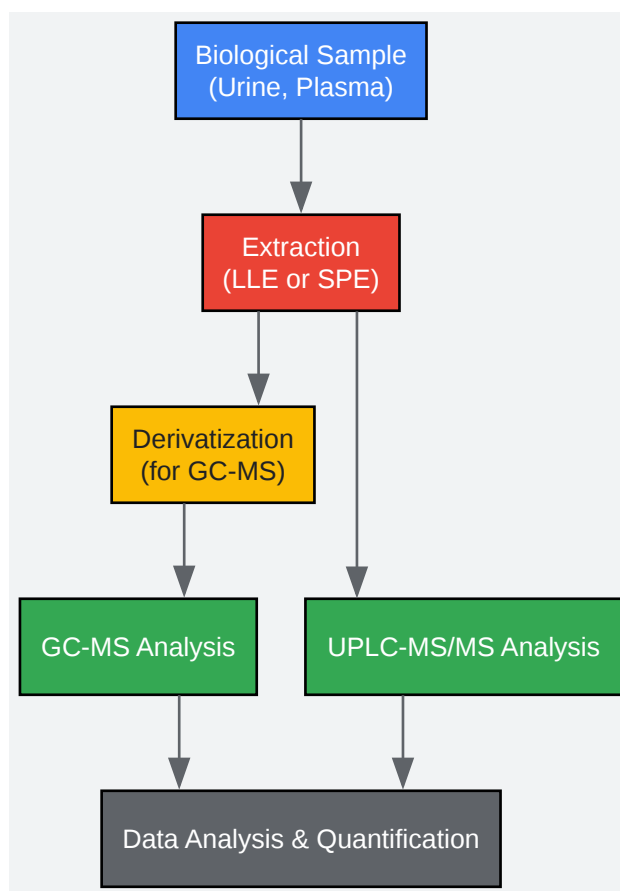 Biological Sample
(Urine, Plasma)
Extraction
(LLE or SPE)
Derivatization
(for GC-MS)
GC-MS Analysis
UPLC-MS/MS Analysis
Data Analysis & Quantification